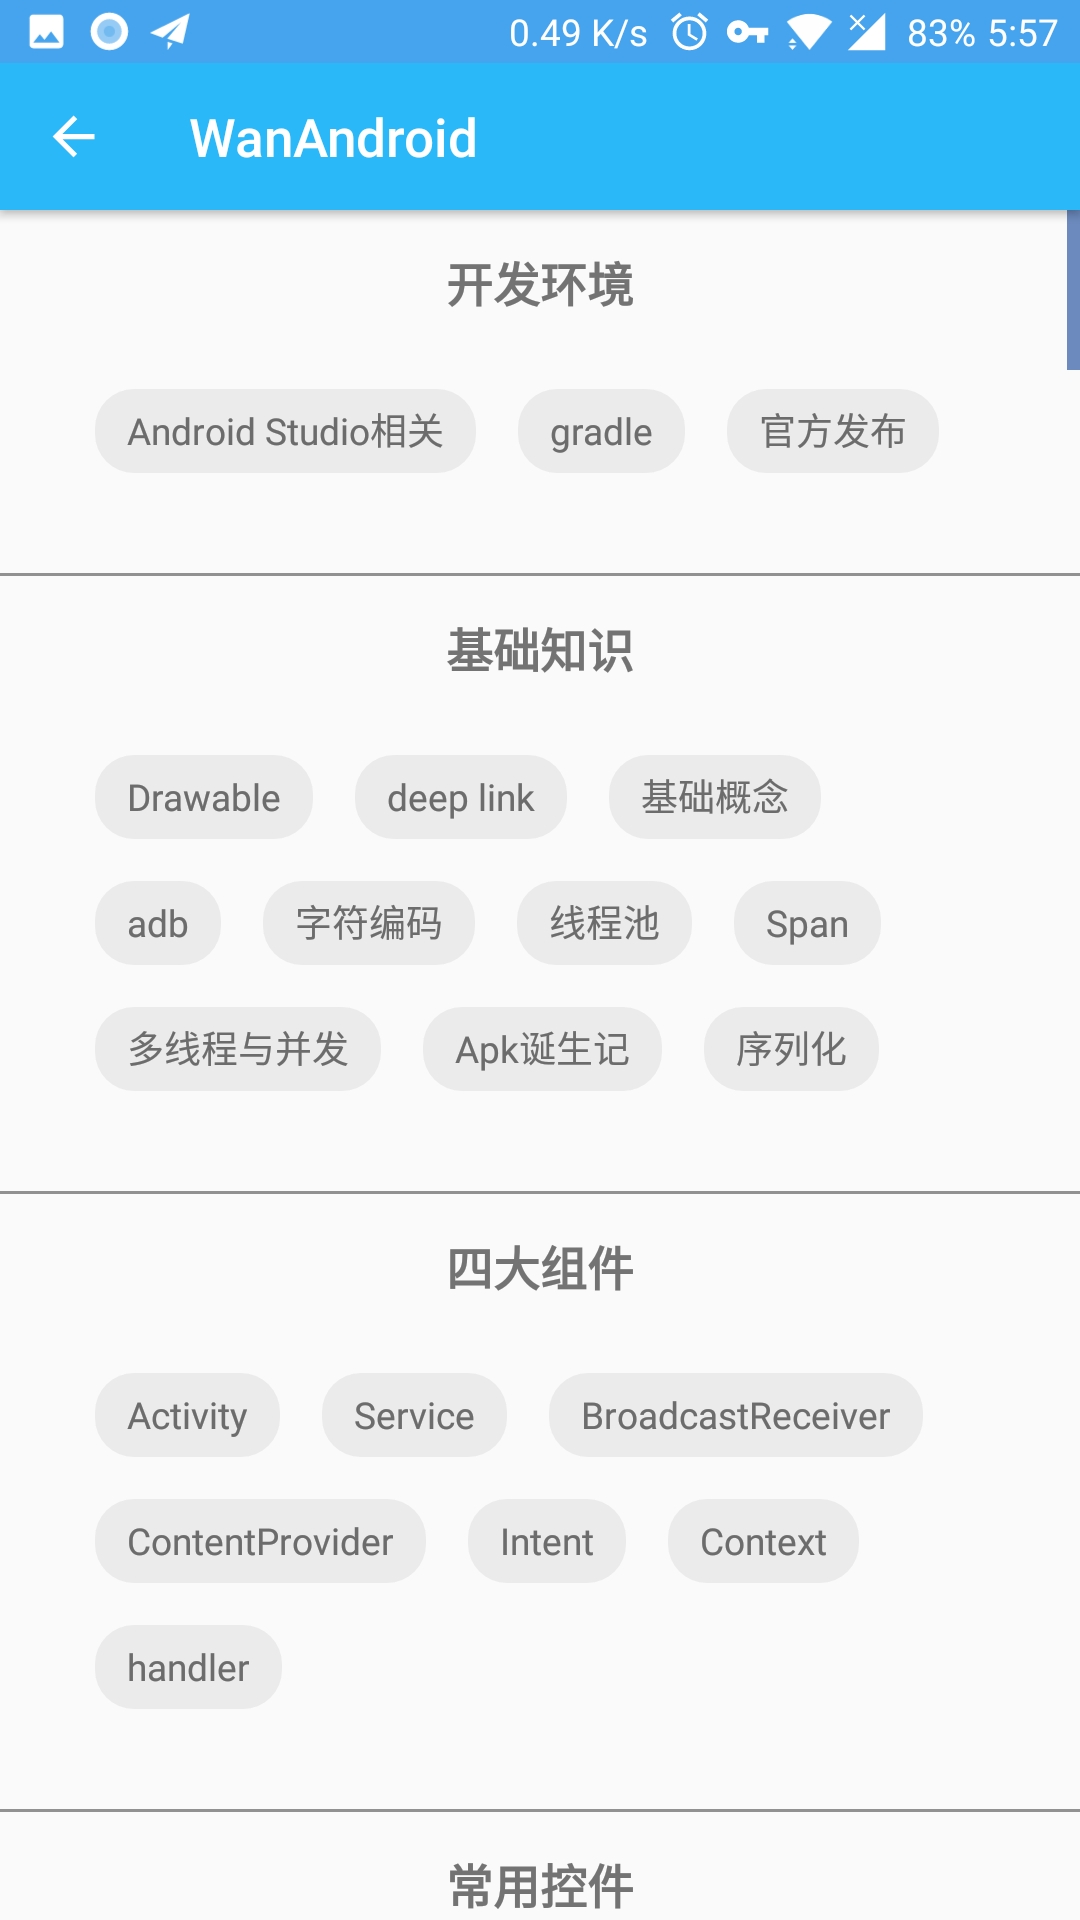 0.49 K/s 83% 5:57
WanAndroid
开发环境
Android Studio相关 gradle 官方发布
基础知识
Drawable deep link 基础概念
adb 字符编码 线程池 Span
多线程与并发 Apk诞生记 序列化
四大组件
Activity Service BroadcastReceiver
ContentProvider Intent Context
handler
常用控件